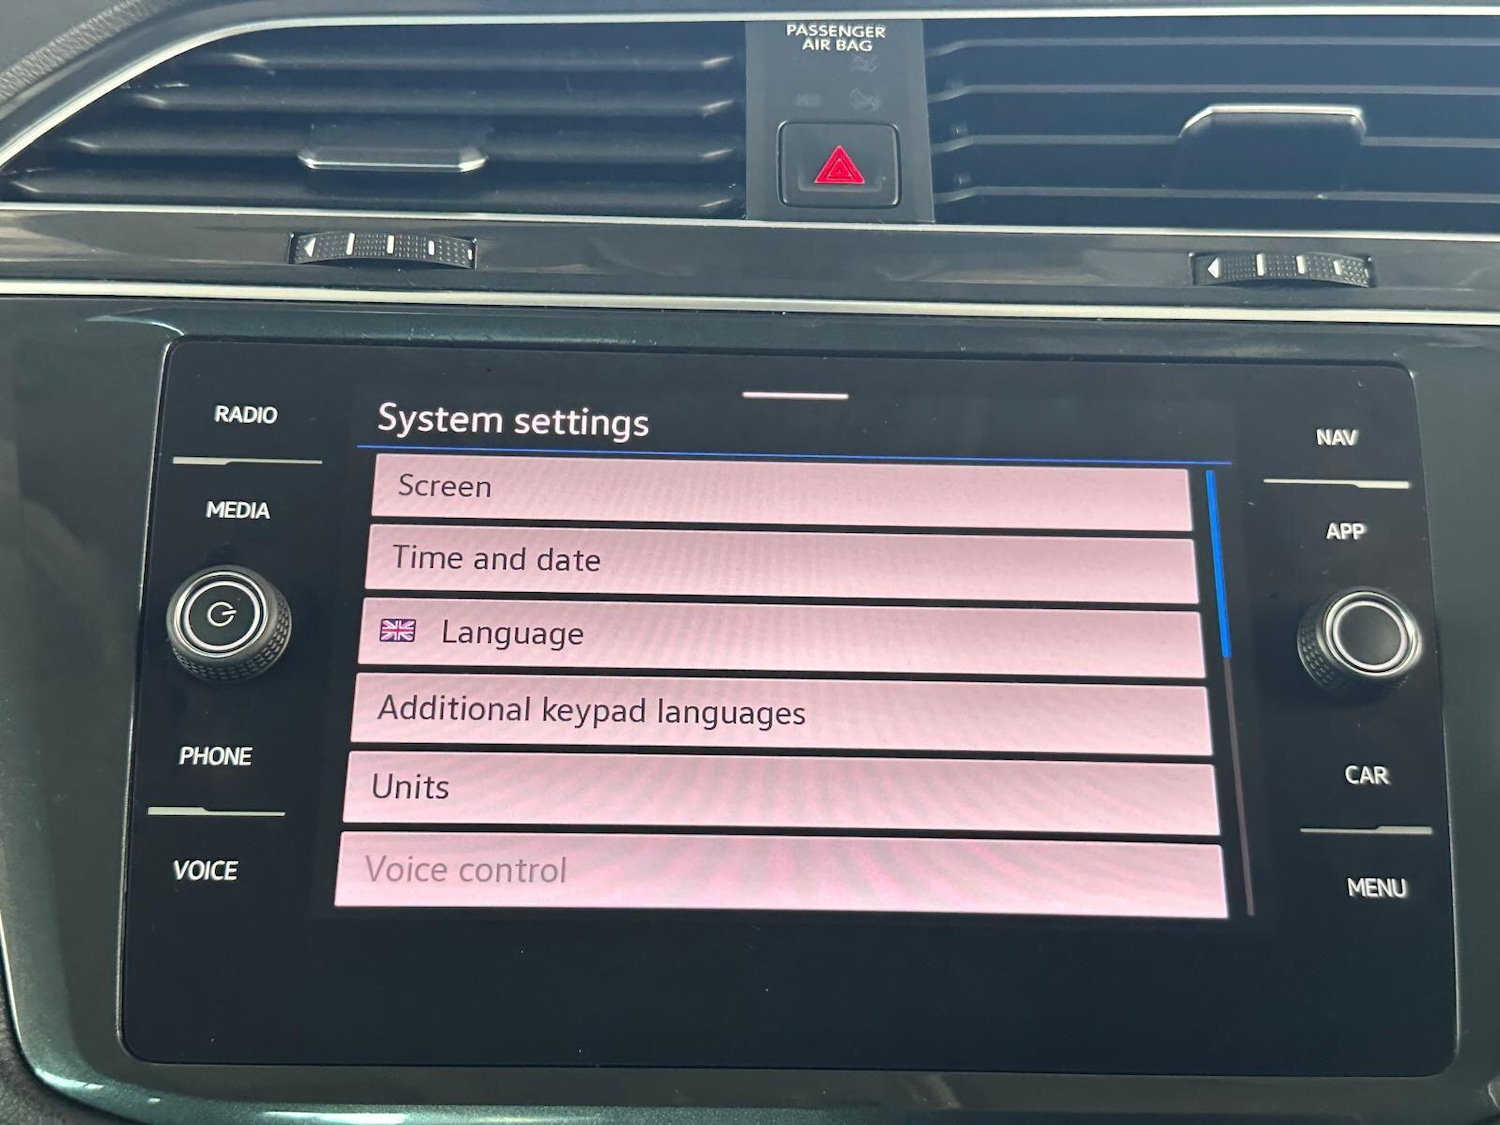 PASSENGER
AIR BAG
RADIO
MEDIA
PHONE
VOICE
System settings
Screen
Time and date
Language
Additional keypad languages
Units
Voice control
NAV
APP
CAR
MENU